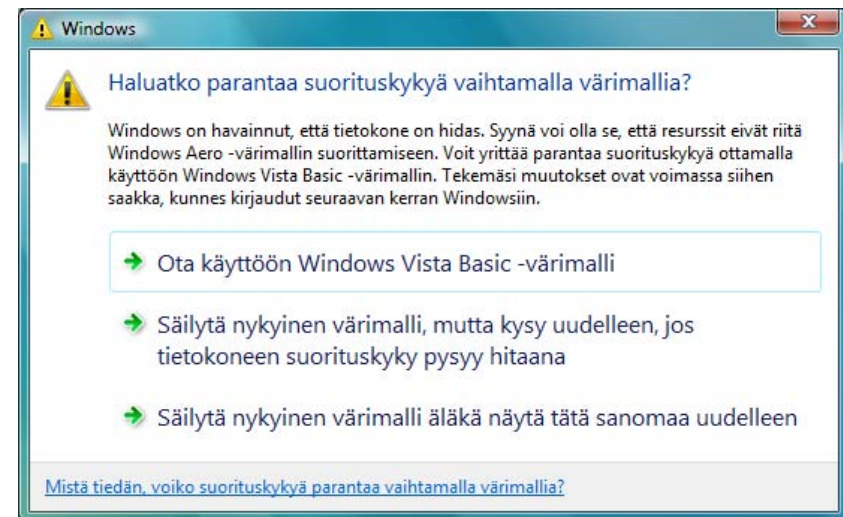 Windows
Haluatko parantaa suorituskykyä vaihtamalla värimallia?
Windows on havainnut, että tietokone on hidas. Syynä voi olla se, että resurssit eivät riitä
Windows Aero -värimallin suorittamiseen. Voit yrittää parantaa suorituskykyä ottamalla
käyttöön Windows Vista Basic -värimallin. Tekemäsi muutokset ovat voimassa siihen
saakka, kunnes kirjaudut seuraavan kerran Windowsiin.
Ota käyttöön Windows Vista Basic -värimalli
Säilytä nykyinen värimalli, mutta kysy uudelleen, jos
tietokoneen suorituskyky pysyy hitaana
Säilytä nykyinen värimalli äläkä näytä tätä sanomaa uudelleen
Mistä tiedän, voiko suorituskykyä parantaa vaihtamalla värimallia?